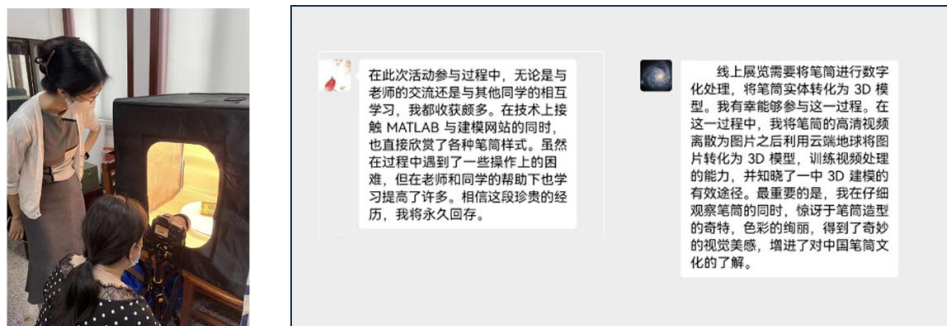 在此次活动参与过程中，无论是与
老师的交流还是与其他同学的相互
学习，我都收获颇多。在技术上接
触 MATLAB 与建模网站的同时，
也直接欣赏了各种笔筒样式。虽然
在过程中遇到了一些操作上的困
难，但在老师和同学的帮助下也学
习提高了许多。相信这段珍贵的经
历，我将永久回存。
线上展览需要将笔筒进行数字
化处理，将笔筒实体转化为 3D 模
型。我有幸能够参与这一过程。在
这一过程中，我将笔筒的高清视频
离散为图片之后利用云端地球将图
片转化为 3D 模型，训练视频处理
的能力，并知晓了一中 3D 建模的
有效途径。最重要的是，我在仔细
观察笔筒的同时，惊讶于笔筒造型
的奇特，色彩的绚丽，得到了奇妙
的视觉美感，增进了对中国笔筒文
化的了解。